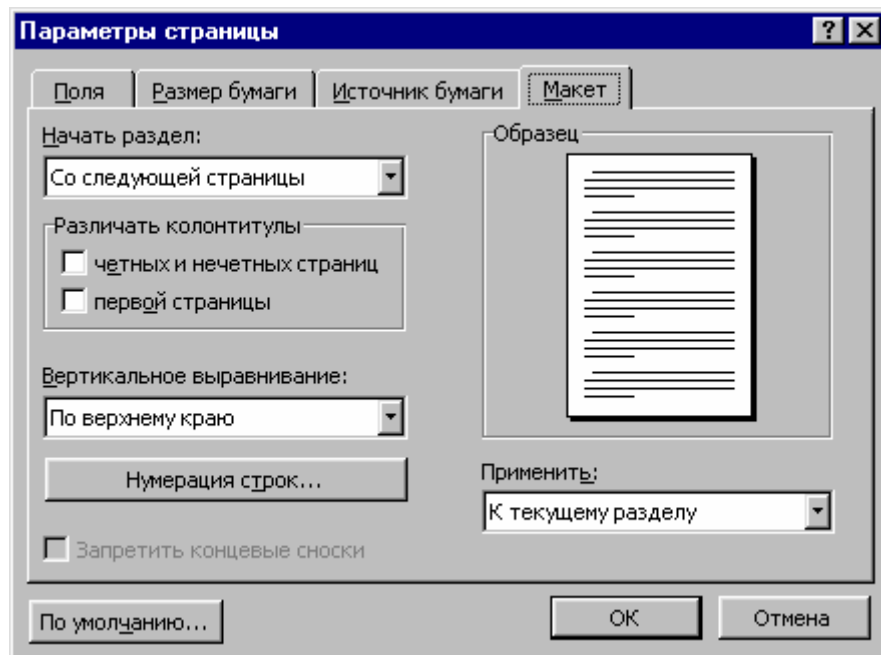 Параметры страницы
Поля Размер бумаги Источник бумаги Макет
Начать раздел:
Со следующей страницы
Различать колонтитулы
четных и нечетных страниц
первой страницы
Вертикальное выравнивание:
По верхнему краю
Нумерация строк...
Запретить концевые сноски
Образец
Применить:
К текущему разделу
По умолчанию...
ОК
Отмена